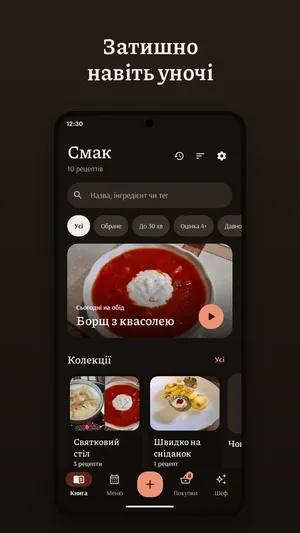 Затишно
навіть уночі
12:30
Смак
10 рецептів
Назва, інгредієнт чи тег
Усі
Обране
До 30 хв
Оцінка 4+
Давно
Сьогодні на обід
Борщ з квасолею
Колекції
Усі
Святковий
стіл
3 рецепти
Швидко на
сніданок
1 рецепт
Книга
Меню
Покупки
Шеф